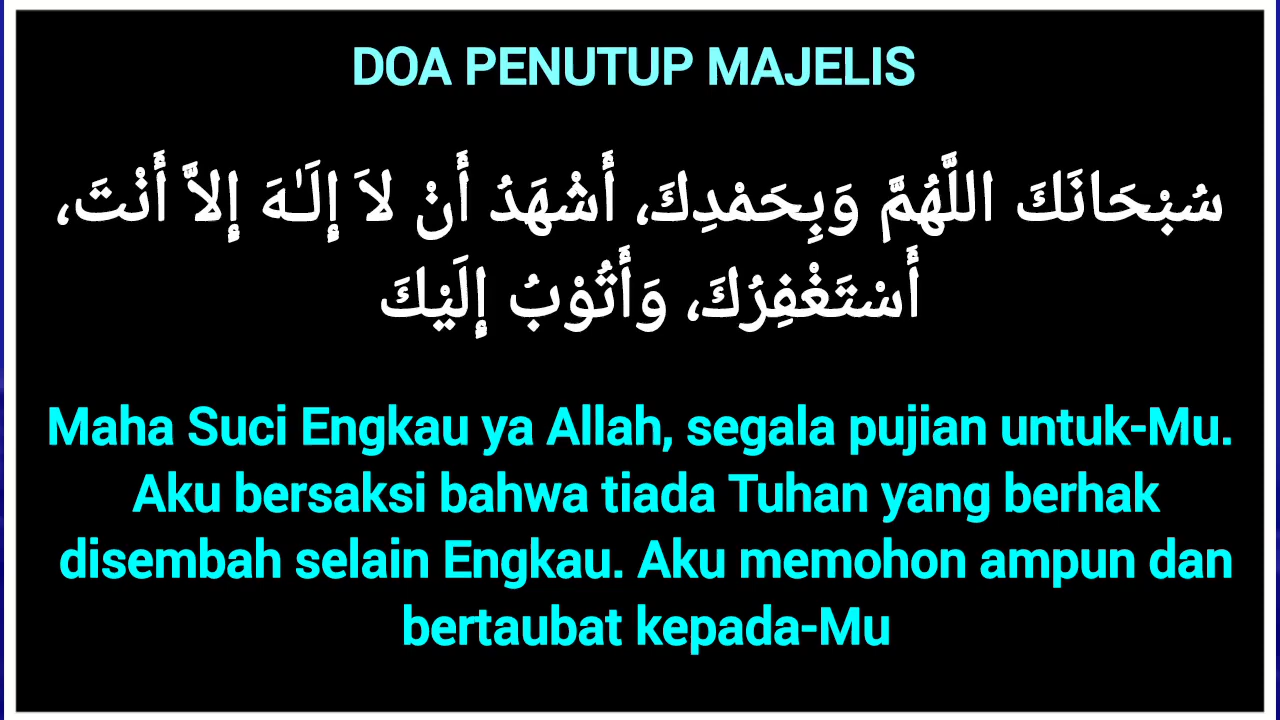 DOA PENUTUP MAJELIS
سُبْحَانَكَ اللَّهُمَّ وَبِحَمْدِكَ، أَشْهَدُ أَنْ لاَ إِلَـٰهَ إِلاَّ أَنْتَ،
أَسْتَغْفِرُكَ، وَأَتُوْبُ إِلَيْكَ
Maha Suci Engkau ya Allah, segala pujian untuk-Mu.
Aku bersaksi bahwa tiada Tuhan yang berhak
disembah selain Engkau. Aku memohon ampun dan
bertaubat kepada-Mu